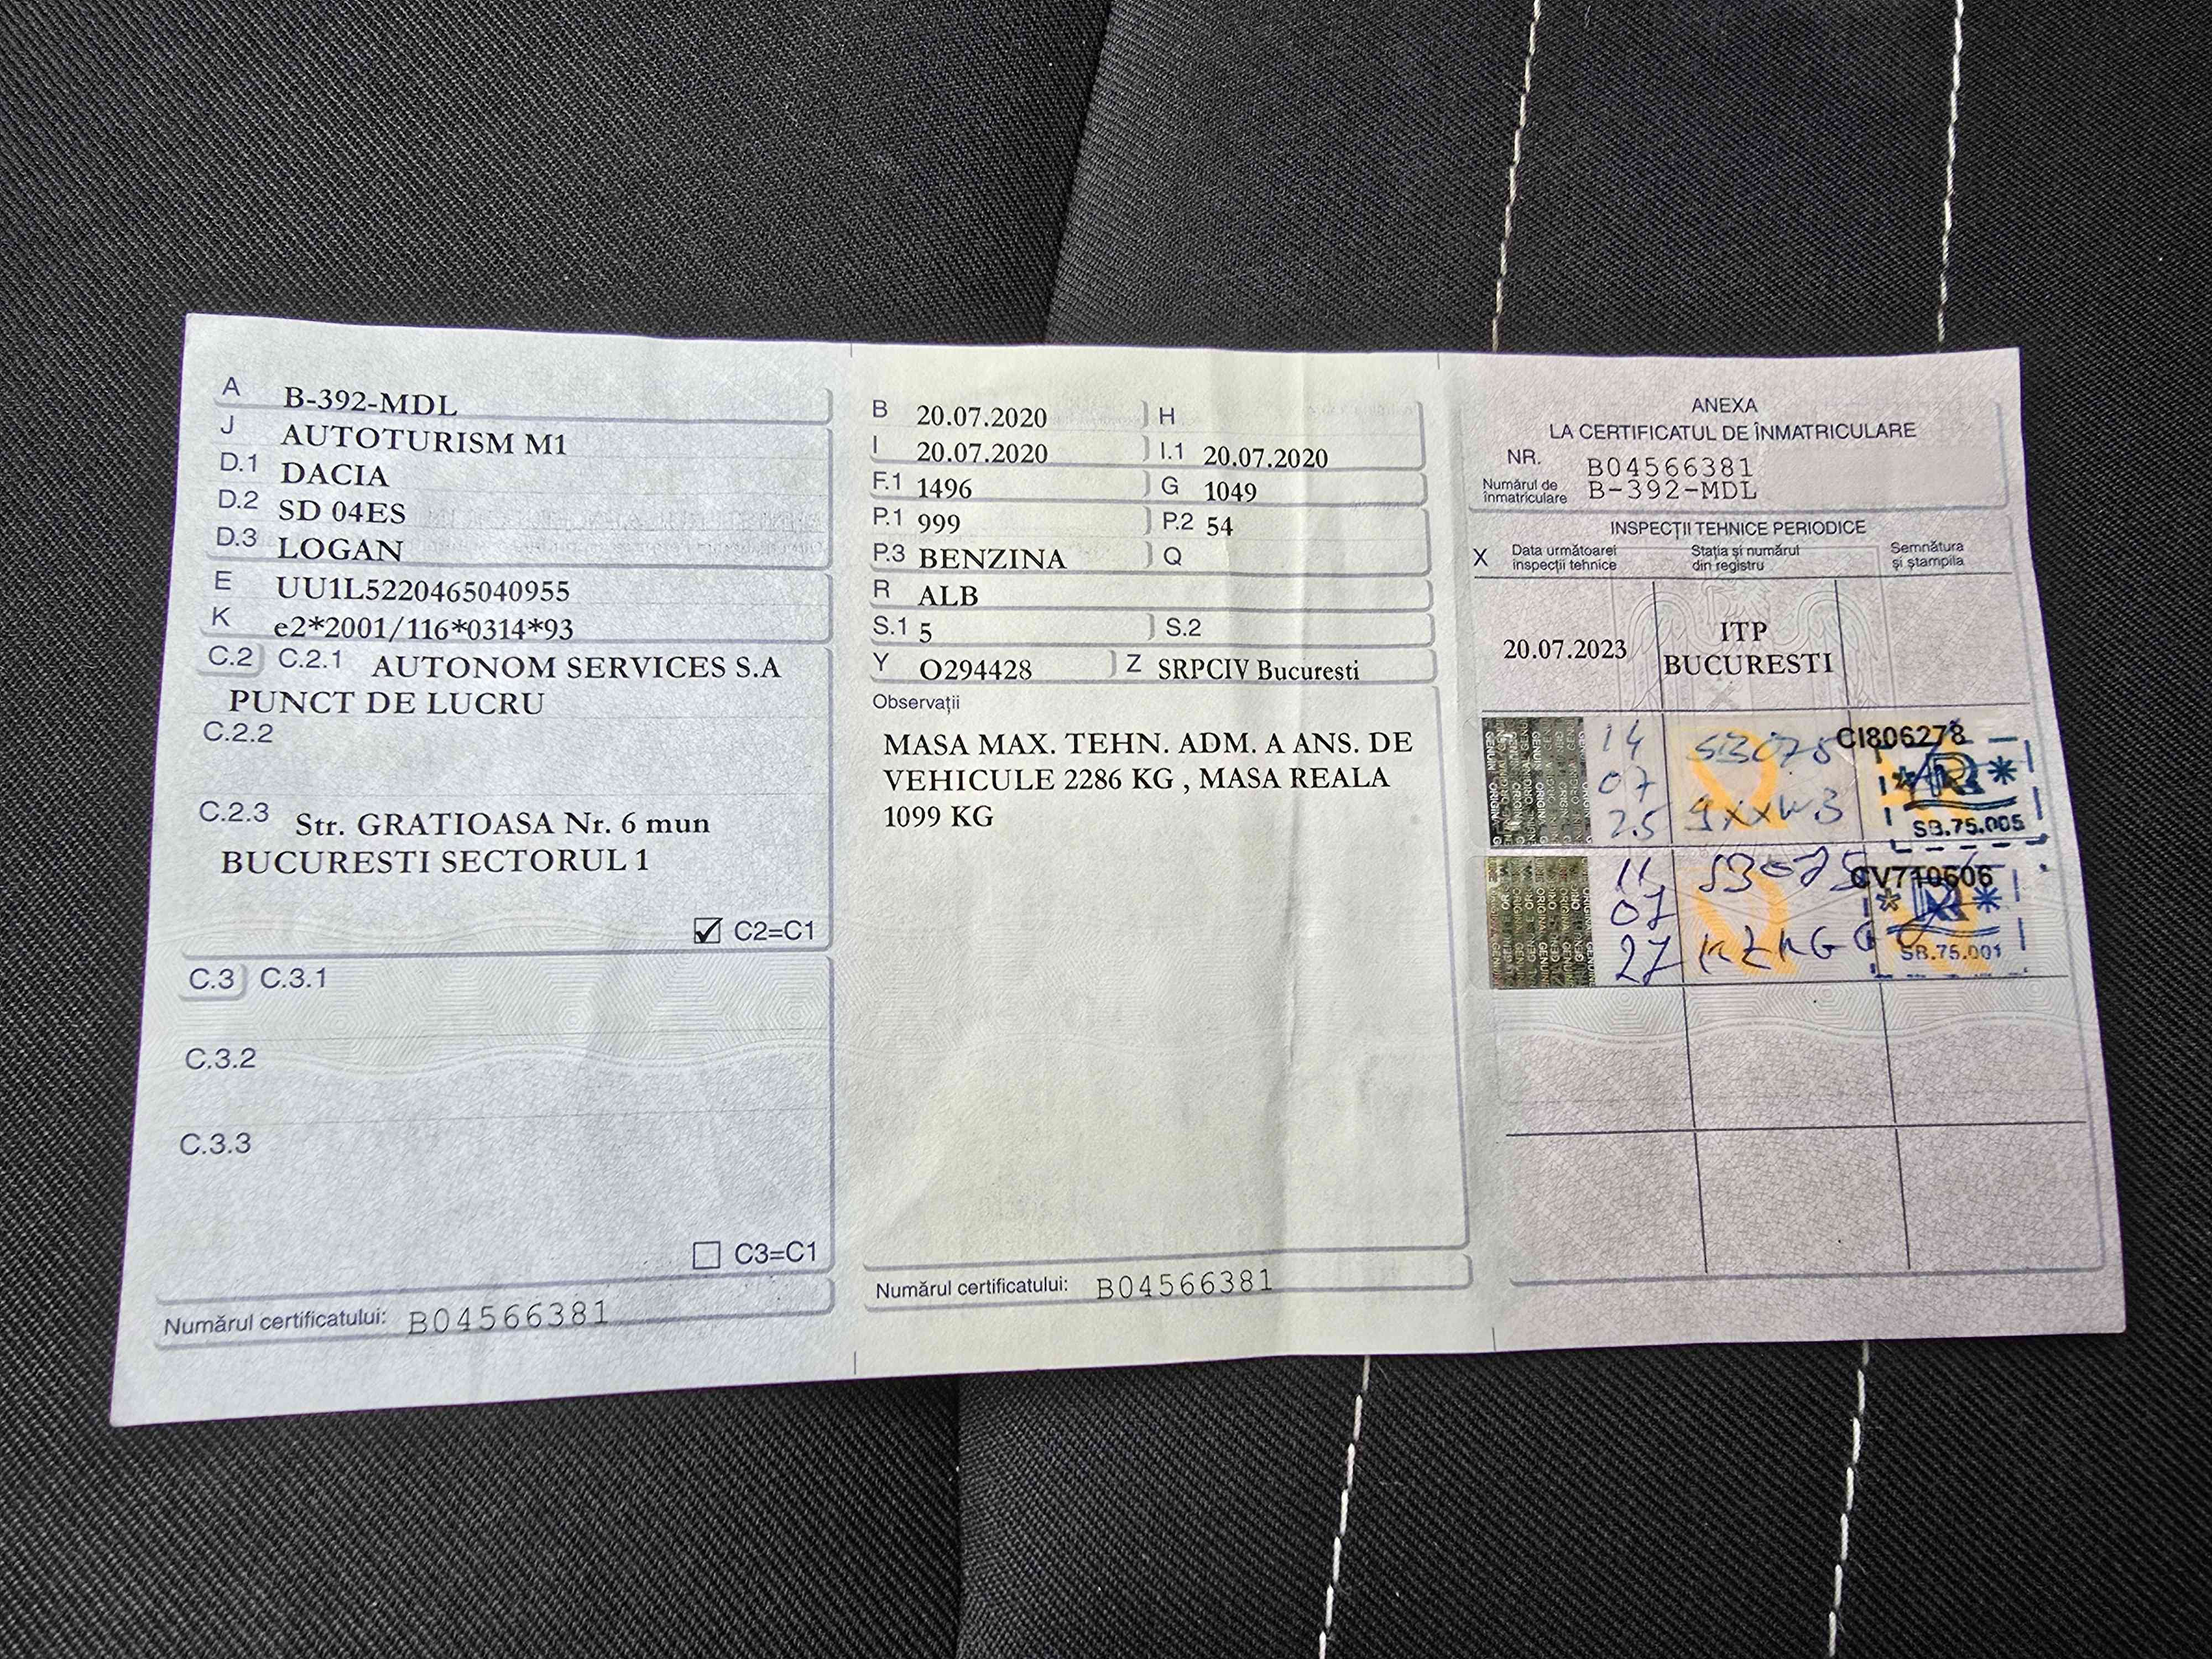 A B-392-MDL
J AUTOTURISM M1
D.1 DACIA
D.2 SD 04ES
D.3 LOGAN
E UU1L5220465040955
K e2*2001/116*0314*93
C.2 C.2.1 AUTONOM SERVICES S.A
PUNCT DE LUCRU
C.2.2
C.2.3 Str. GRATIOASA Nr. 6 mun
BUCURESTI SECTORUL 1
C2=C1
C.3 C.3.1
C.3.2
C.3.3
C3=C1
Numărul certificatului: B04566381
B 20.07.2020 H
I 20.07.2020 I.1 20.07.2020
F.1 1496 G 1049
P.1 999 P.2 54
P.3 BENZINA Q
R ALB
S.1 5 S.2
Y O294428 Z SRPCIV Bucuresti
Observații
MASA MAX. TEHN. ADM. A ANS. DE
VEHICULE 2286 KG , MASA REALA
1099 KG
Numărul certificatului: B04566381
ANEXA
LA CERTIFICATUL DE ÎNMATRICULARE
NR. B04566381
Numărul de
înmatriculare B-392-MDL
INSPECȚII TEHNICE PERIODICE
X Data următoarei
inspecții tehnice
Stația și numărul
din registru
Semnătura
și ștampila
20.07.2023
ITP
BUCURESTI
14
07
25
SB075
CI806278
R
SB.75.005
11
07
27
SB075
CV710606
R
SB.75.001